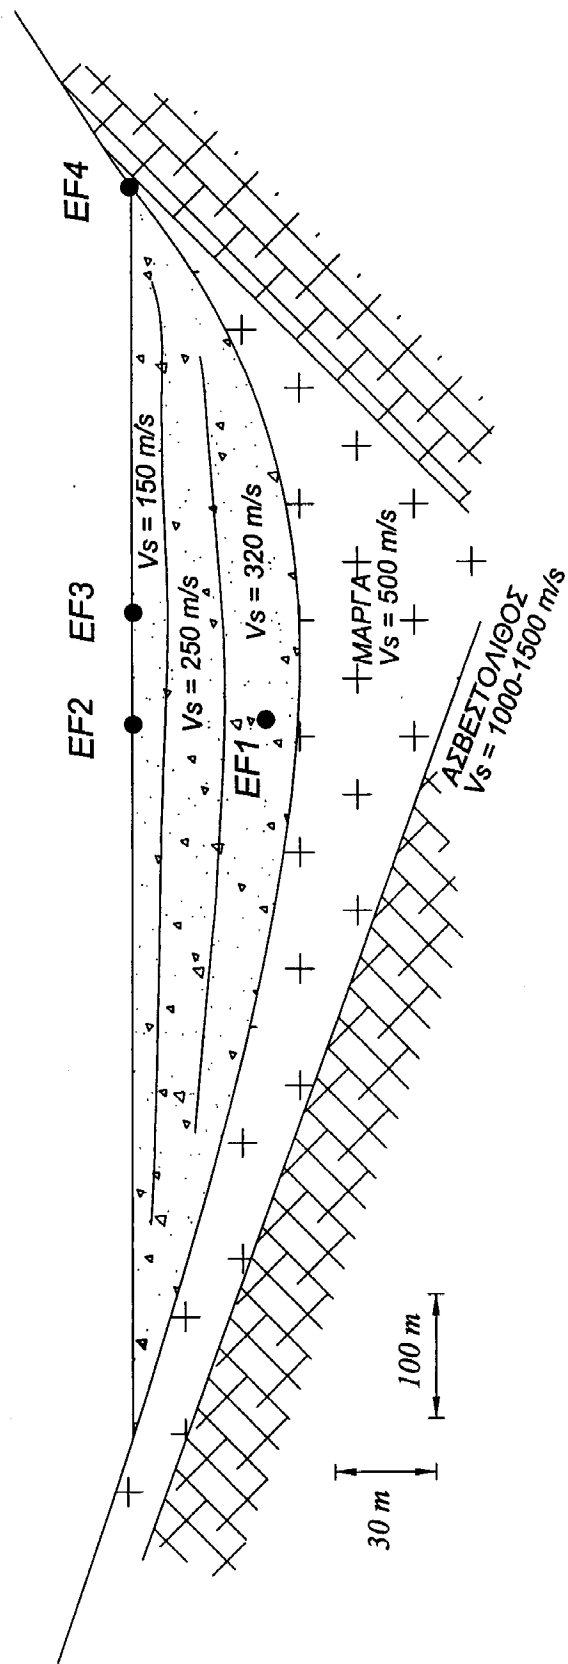 EF4
EF3
EF2
EF1
Vs = 150 m/s
Vs = 250 m/s
Vs = 320 m/s
ΜΑΡΓΑ
Vs = 500 m/s
ΑΣΒΕΣΤΟΛΙΘΟΣ
Vs = 1000-1500 m/s
100 m
30 m